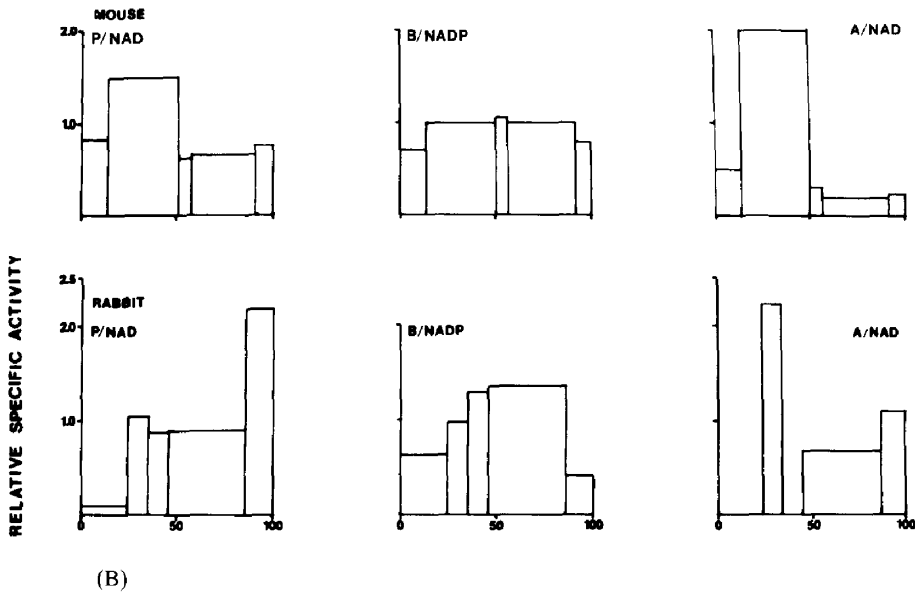 MOUSE
P/NAD
B/NADP
A/NAD
2.0
1.0
RELATIVE SPECIFIC ACTIVITY
RABBIT
P/NAD
B/NADP
A/NAD
2.5
2.0
1.0
0 50 100
0 50 100
0 50 100
(B)